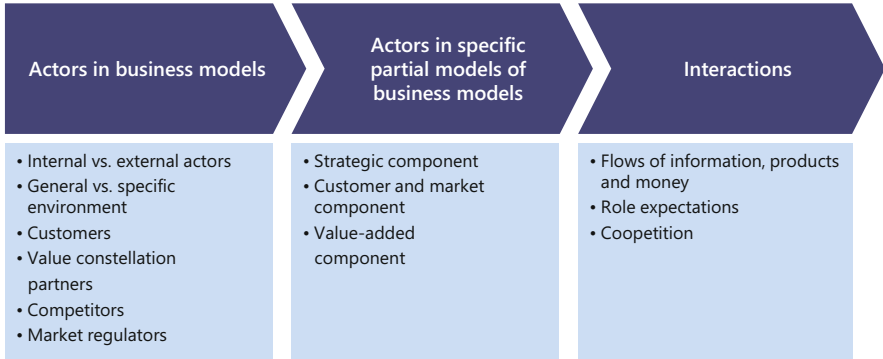 Actors in business models
Actors in specific
partial models of
business models
Interactions
• Internal vs. external actors
• General vs. specific
environment
• Customers
• Value constellation
partners
• Competitors
• Market regulators
• Strategic component
• Customer and market
component
• Value-added
component
• Flows of information, products
and money
• Role expectations
• Coopetition